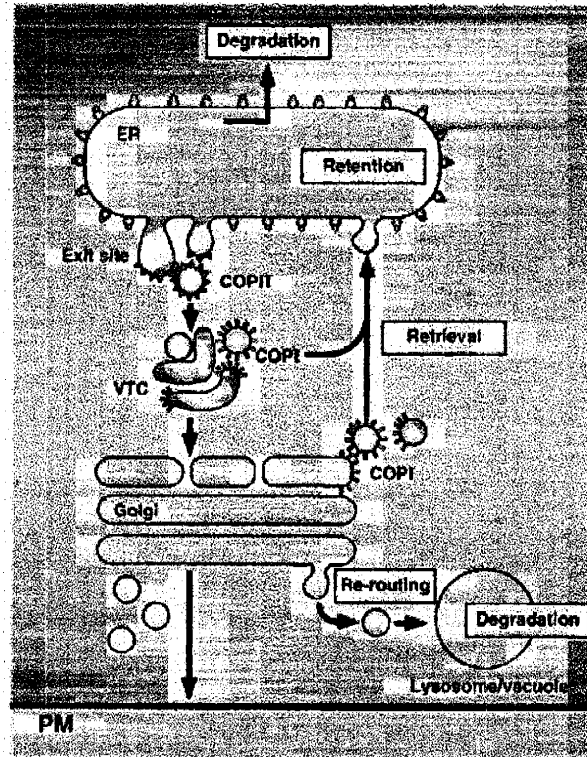 Degradation
ER
Retention
Exit site
COPII
COPI
Retrieval
VTC
COPI
Golgi
Re-routing
Degradation
Lysosome/vacuole
PM